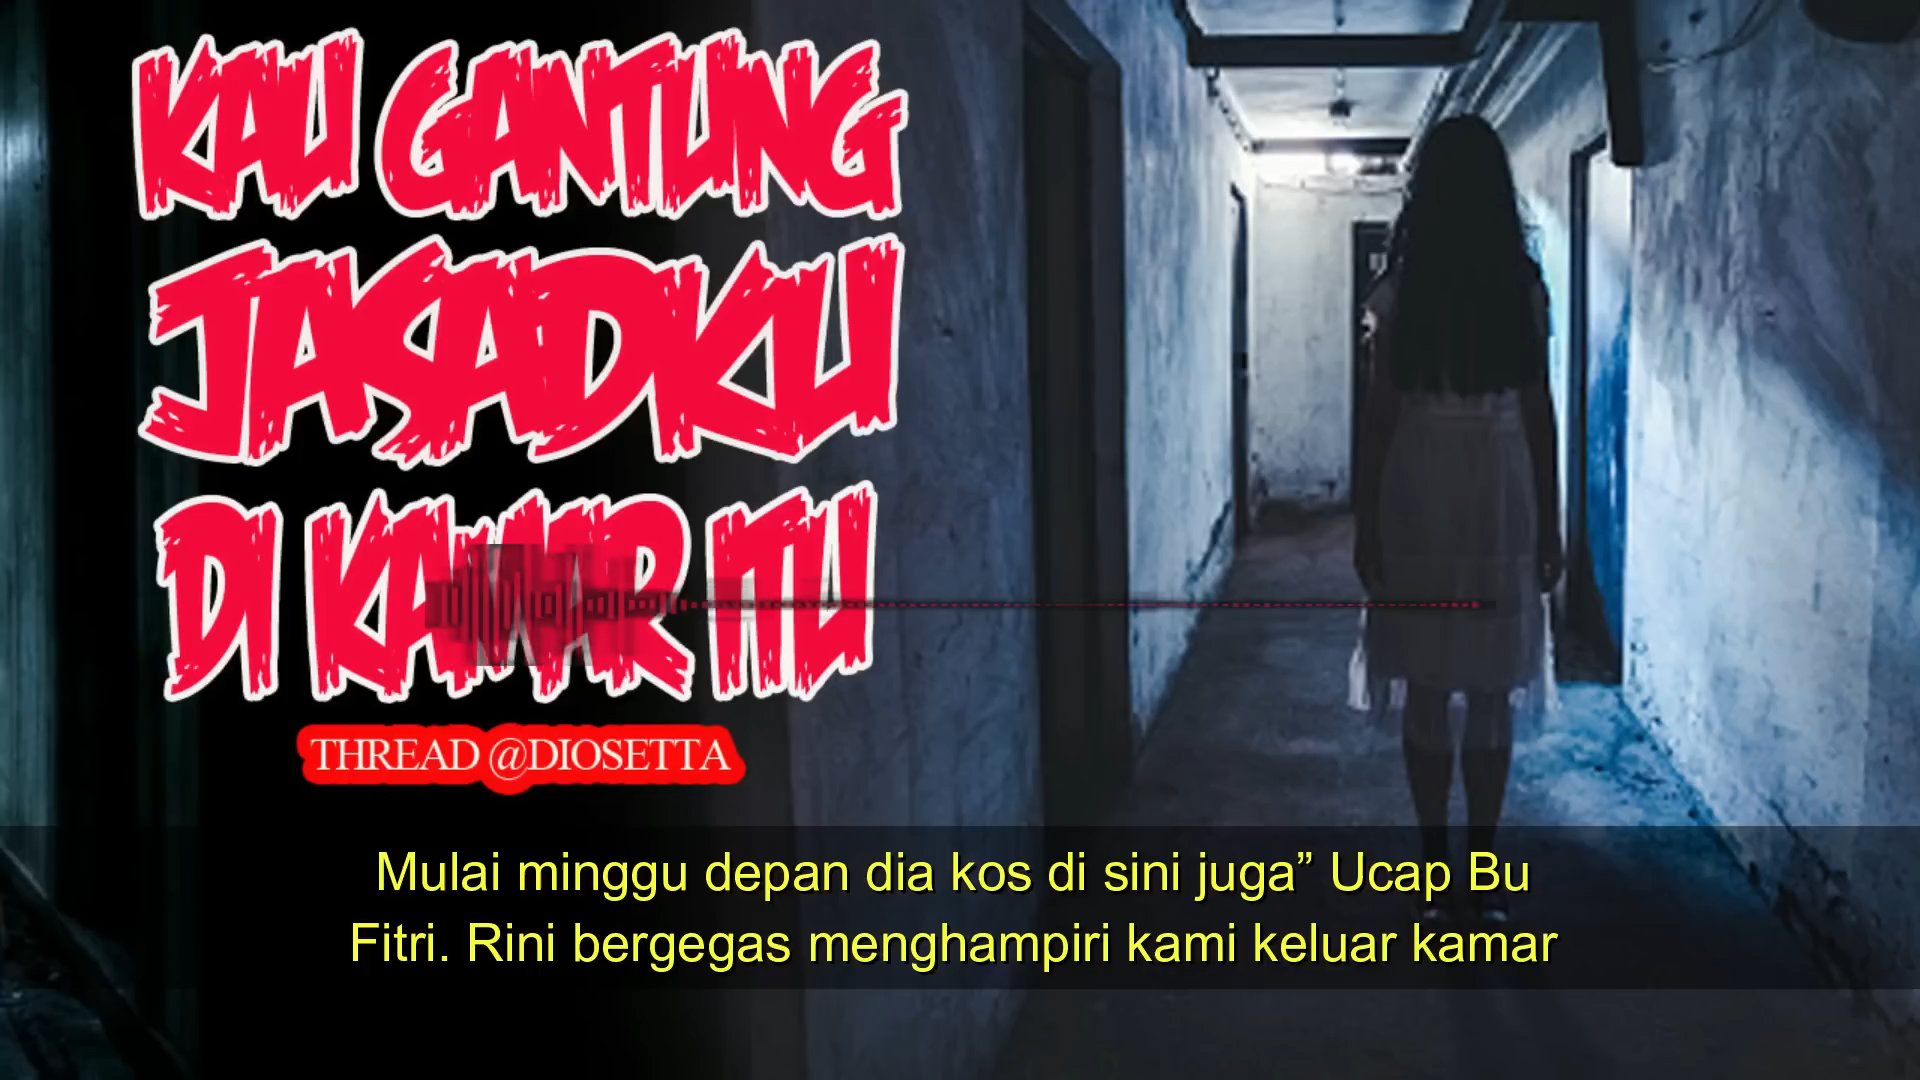 KAU GANTUNG
JASADKU
DI KAMAR ITU
THREAD @DIOSETTA
Mulai minggu depan dia kos di sini juga” Ucap Bu
Fitri. Rini bergegas menghampiri kami keluar kamar